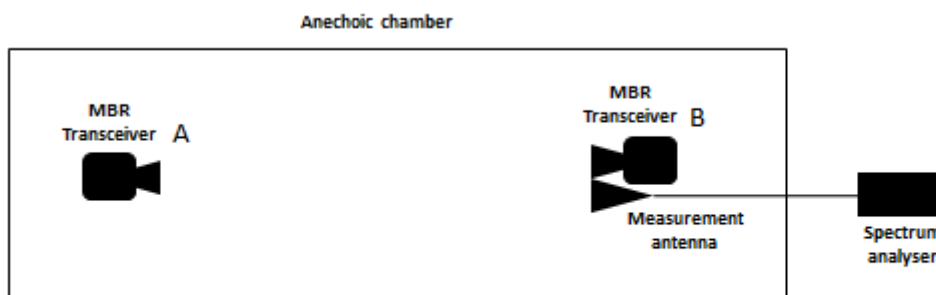 Anechoic chamber
MBR
Transceiver A
MBR
Transceiver B
Measurement
antenna
Spectrum
analyser